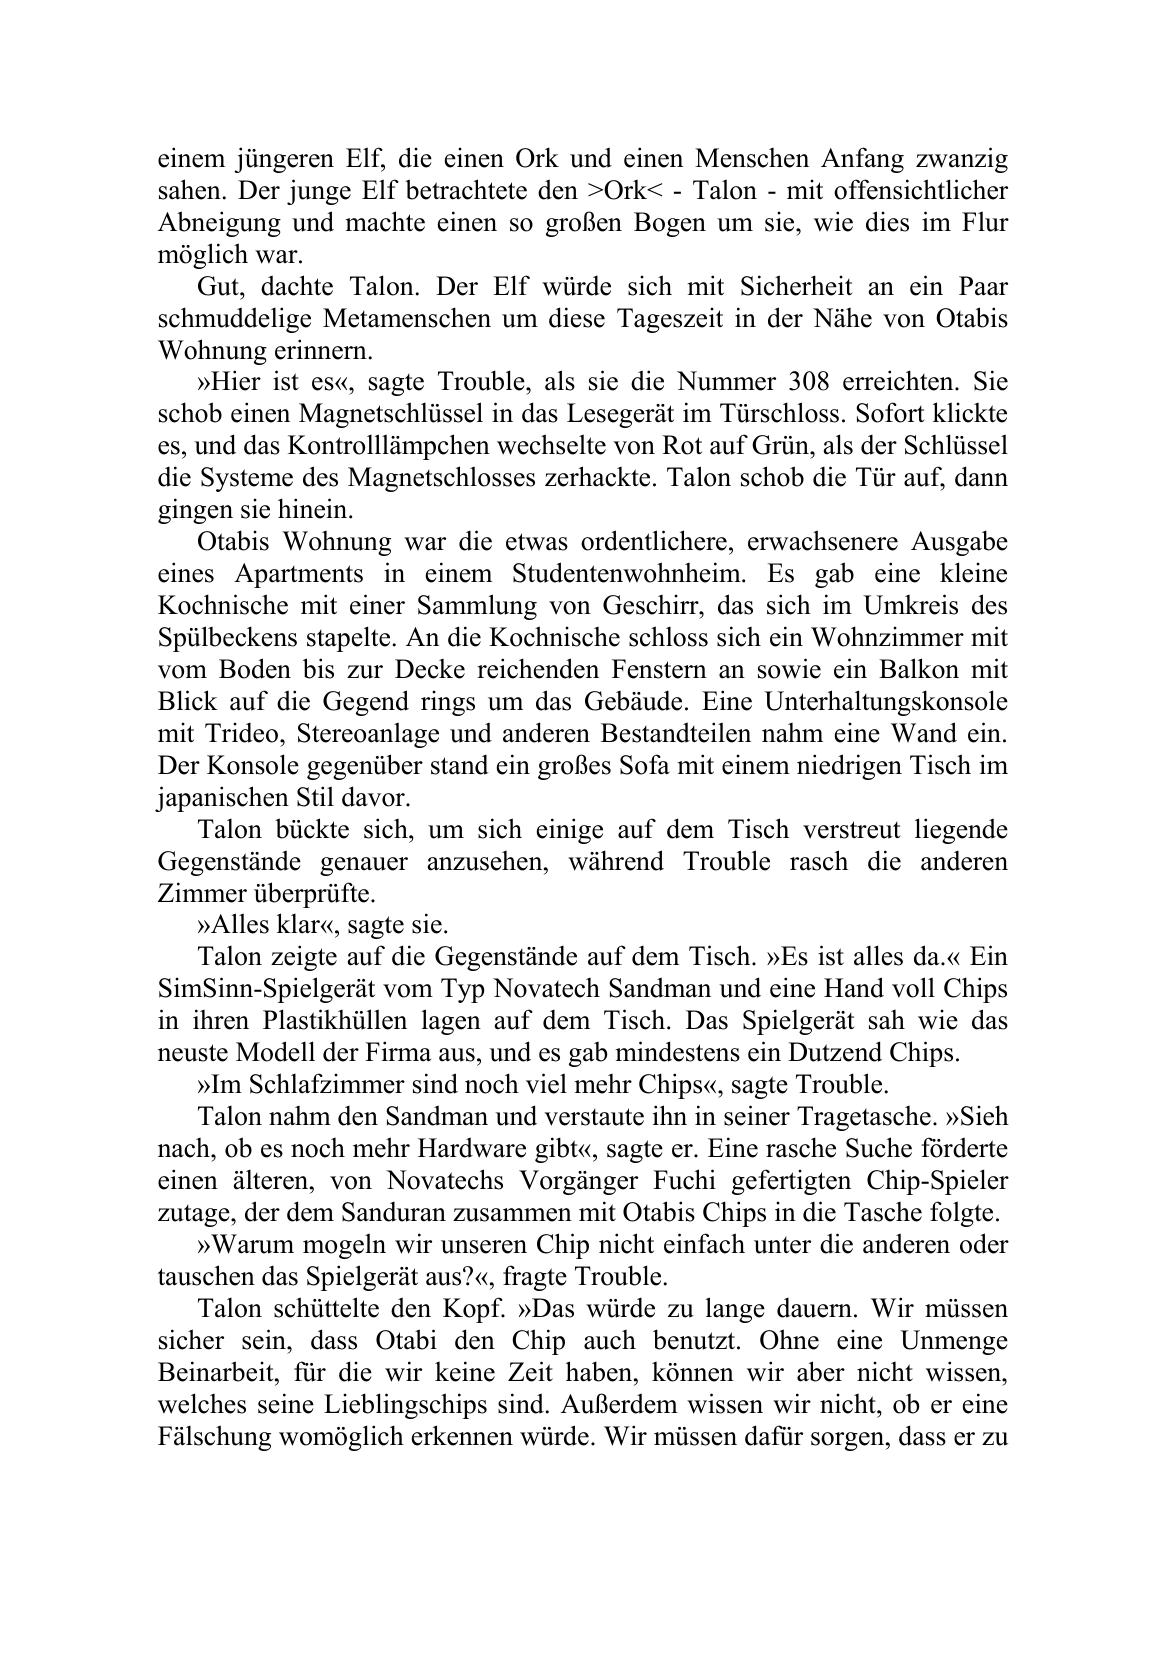 einem jüngeren Elf, die einen Ork und einen Menschen Anfang zwanzig
sahen. Der junge Elf betrachtete den >Ork< - Talon - mit offensichtlicher
Abneigung und machte einen so großen Bogen um sie, wie dies im Flur
möglich war.
Gut, dachte Talon. Der Elf würde sich mit Sicherheit an ein Paar
schmuddelige Metamenschen um diese Tageszeit in der Nähe von Otabis
Wohnung erinnern.
»Hier ist es«, sagte Trouble, als sie die Nummer 308 erreichten. Sie
schob einen Magnetschlüssel in das Lesegerät im Türschloss. Sofort klickte
es, und das Kontrolllämpchen wechselte von Rot auf Grün, als der Schlüssel
die Systeme des Magnetschlosses zerhackte. Talon schob die Tür auf, dann
gingen sie hinein.
Otabis Wohnung war die etwas ordentlichere, erwachsenere Ausgabe
eines Apartments in einem Studentenwohnheim. Es gab eine kleine
Kochnische mit einer Sammlung von Geschirr, das sich im Umkreis des
Spülbeckens stapelte. An die Kochnische schloss sich ein Wohnzimmer mit
vom Boden bis zur Decke reichenden Fenstern an sowie ein Balkon mit
Blick auf die Gegend rings um das Gebäude. Eine Unterhaltungskonsole
mit Trideo, Stereoanlage und anderen Bestandteilen nahm eine Wand ein.
Der Konsole gegenüber stand ein großes Sofa mit einem niedrigen Tisch im
japanischen Stil davor.
Talon bückte sich, um sich einige auf dem Tisch verstreut liegende
Gegenstände genauer anzusehen, während Trouble rasch die anderen
Zimmer überprüfte.
»Alles klar«, sagte sie.
Talon zeigte auf die Gegenstände auf dem Tisch. »Es ist alles da.« Ein
SimSinn-Spielgerät vom Typ Novatech Sandman und eine Hand voll Chips
in ihren Plastikhüllen lagen auf dem Tisch. Das Spielgerät sah wie das
neuste Modell der Firma aus, und es gab mindestens ein Dutzend Chips.
»Im Schlafzimmer sind noch viel mehr Chips«, sagte Trouble.
Talon nahm den Sandman und verstaute ihn in seiner Tragetasche. »Sieh
nach, ob es noch mehr Hardware gibt«, sagte er. Eine rasche Suche förderte
einen älteren, von Novatechs Vorgänger Fuchi gefertigten Chip-Spieler
zutage, der dem Sanduran zusammen mit Otabis Chips in die Tasche folgte.
»Warum mogeln wir unseren Chip nicht einfach unter die anderen oder
tauschen das Spielgerät aus?«, fragte Trouble.
Talon schüttelte den Kopf. »Das würde zu lange dauern. Wir müssen
sicher sein, dass Otabi den Chip auch benutzt. Ohne eine Unmenge
Beinarbeit, für die wir keine Zeit haben, können wir aber nicht wissen,
welches seine Lieblingschips sind. Außerdem wissen wir nicht, ob er eine
Fälschung womöglich erkennen würde. Wir müssen dafür sorgen, dass er zu